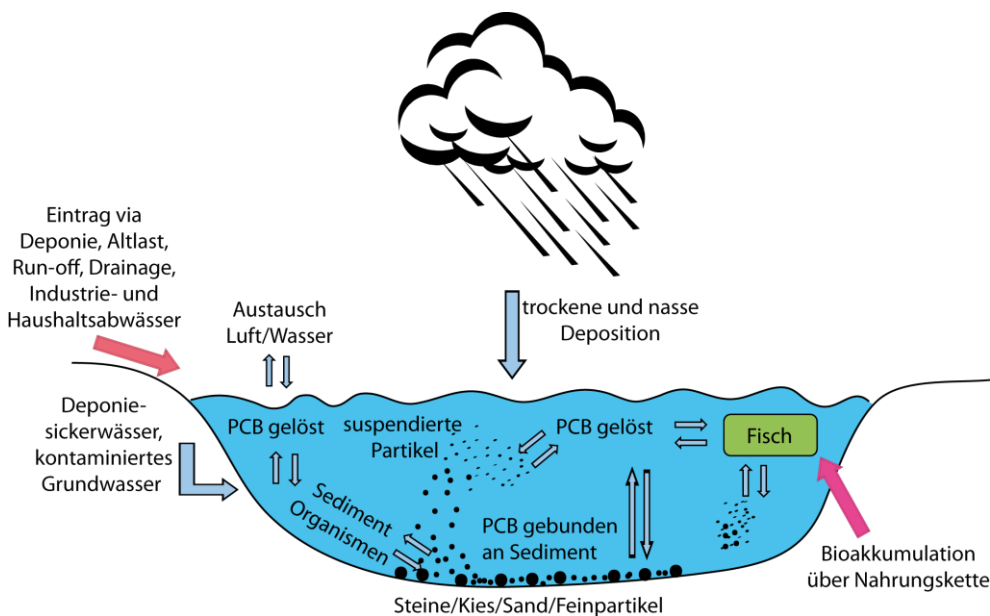 Eintrag via
Deponie, Altlast,
Run-off, Drainage,
Industrie- und
Haushaltsabwässer
Austausch
Luft/Wasser
trockene und nasse
Deposition
Deponie-
sickerwässer,
kontaminiertes
Grundwasser
PCB gelöst
suspendierte
Partikel
PCB gelöst
Fisch
Sediment
Organismen
PCB gebunden
an Sediment
Bioakkumulation
über Nahrungskette
Steine/Kies/Sand/Feinpartikel